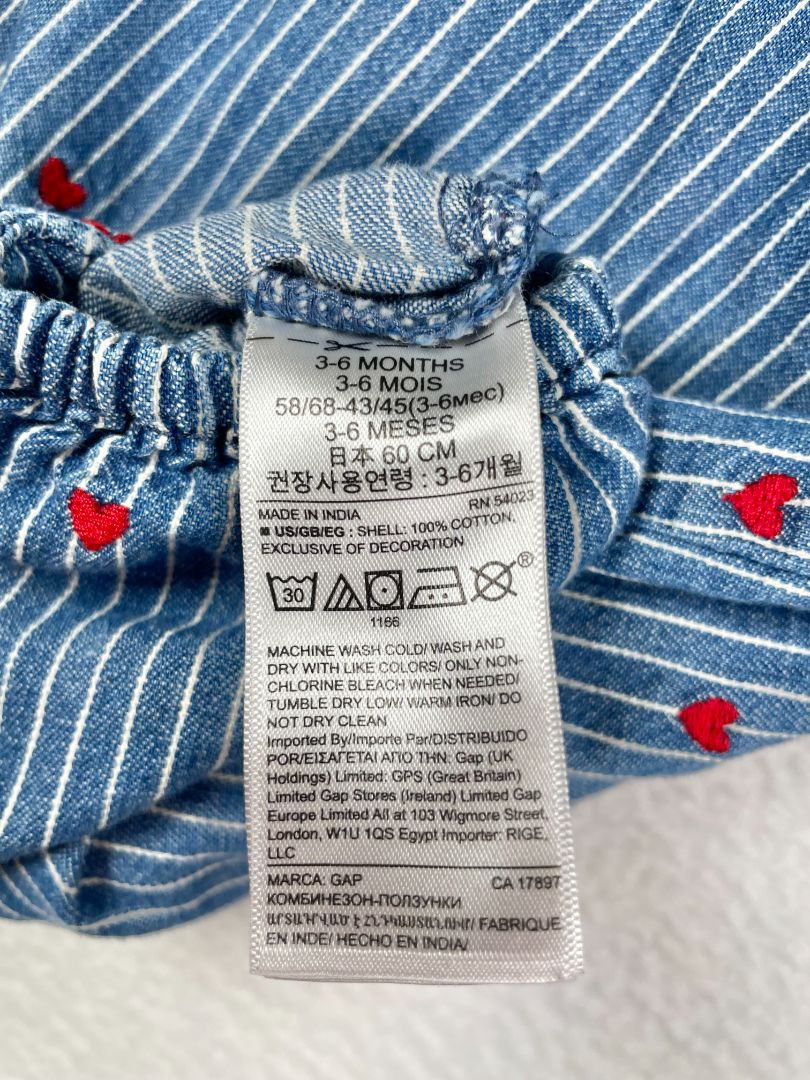 3-6 MONTHS
3-6 MOIS
58/68-43/45(3-6мес)
3-6 MESES
日本 60 CM
권장사용연령 : 3-6개월
MADE IN INDIA RN 54023
■ US/GB/EG : SHELL: 100% COTTON,
EXCLUSIVE OF DECORATION
30
®
1166
MACHINE WASH COLD/ WASH AND
DRY WITH LIKE COLORS/ ONLY NON-
CHLORINE BLEACH WHEN NEEDED/
TUMBLE DRY LOW/ WARM IRON/ DO
NOT DRY CLEAN
Imported By/Importe Par/DISTRIBUIDO
POR/ΕΙΣΑΓΕΤΑΙ ΑΠΟ ΤΗΝ: Gap (UK
Holdings) Limited: GPS (Great Britain)
Limited Gap Stores (Ireland) Limited Gap
Europe Limited All at 103 Wigmore Street,
London, W1U 1QS Egypt Importer: RIGE,
LLC
MARCA: GAP CA 17897
КОМБИНЕЗОН-ПОЛЗУНКИ
ԱՐՏԱԴՐՎԱԾ Է ՀՆԴԿԱՍՏԱՆՈՒՄ/ FABRIQUE
EN INDE/ HECHO EN INDIA/